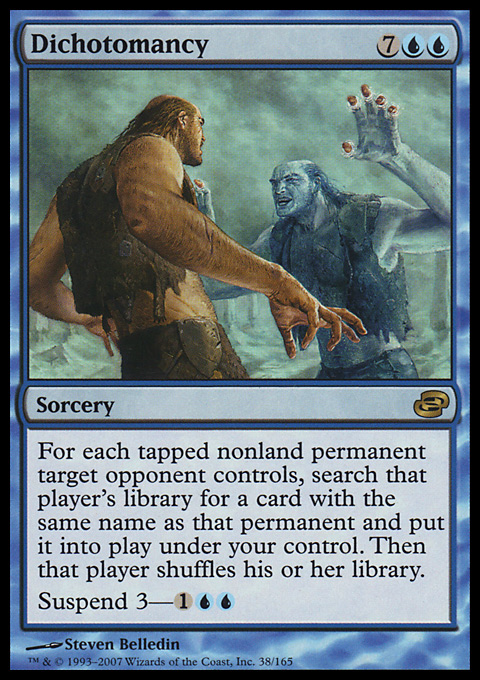 Dichotomancy 7
Sorcery
For each tapped nonland permanent
target opponent controls, search that
player's library for a card with the
same name as that permanent and put
it into play under your control. Then
that player shuffles his or her library.
Suspend 3—1
Steven Belledin
™ & © 1993–2007 Wizards of the Coast, Inc. 38/165